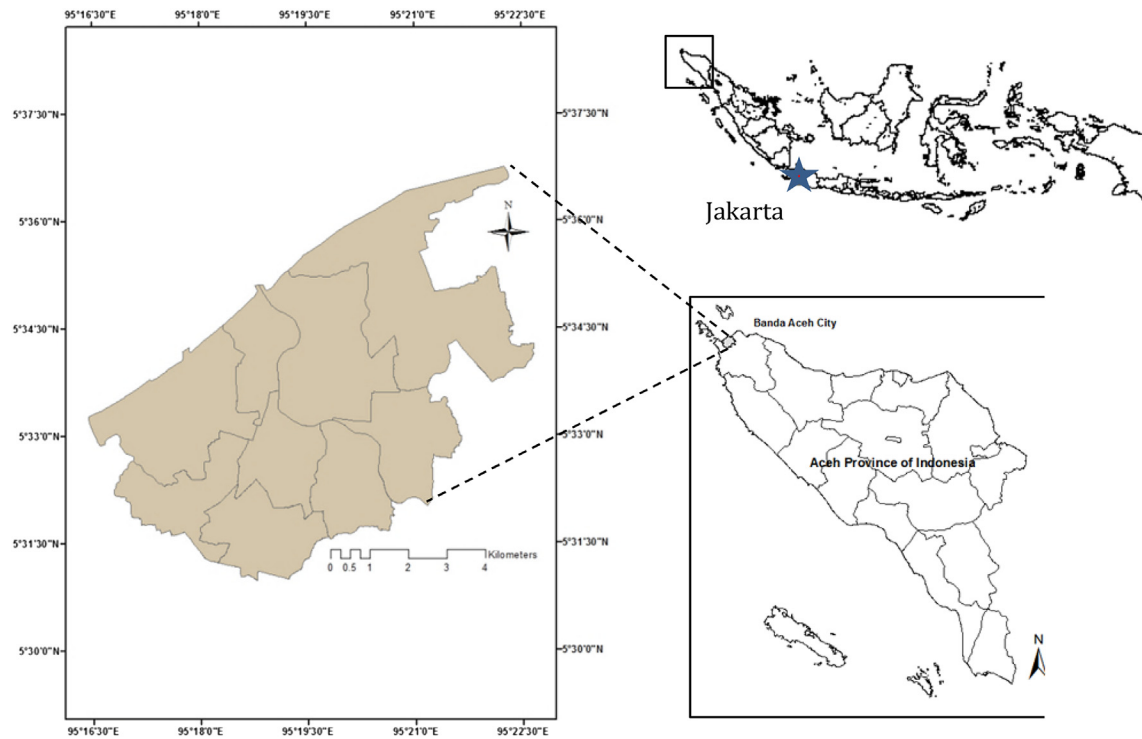 95°16'30"E 95°18'0"E 95°19'30"E 95°21'0"E 95°22'30"E
5°37'30"N 5°37'30"N
5°36'0"N 5°36'0"N
N
Jakarta
5°34'30"N 5°34'30"N
Banda Aceh City
5°33'0"N 5°33'0"N
Aceh Province of Indonesia
5°31'30"N 5°31'30"N
Kilometers
0 0.5 1 2 3 4
5°30'0"N 5°30'0"N
N
95°16'30"E 95°18'0"E 95°19'30"E 95°21'0"E 95°22'30"E